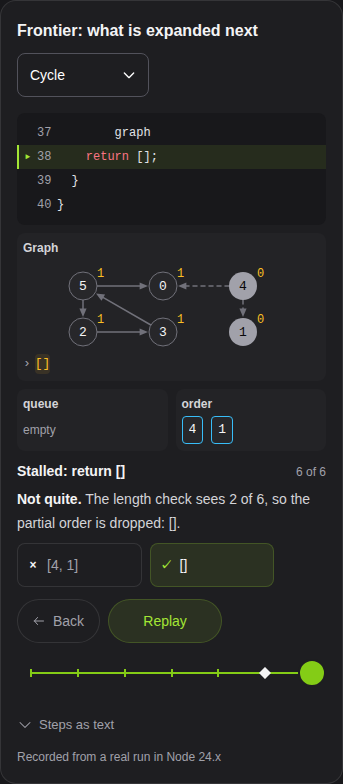 Frontier: what is expanded next
Cycle
37 graph
▸ 38 return [];
39 }
40 }
Graph
5 1 0 1 4 0
2 1 3 1 1 0
› []
queue order
empty 4 1
Stalled: return [] 6 of 6
Not quite. The length check sees 2 of 6, so the
partial order is dropped: [].
× [4, 1] ✓ []
← Back Replay
Steps as text
Recorded from a real run in Node 24.x